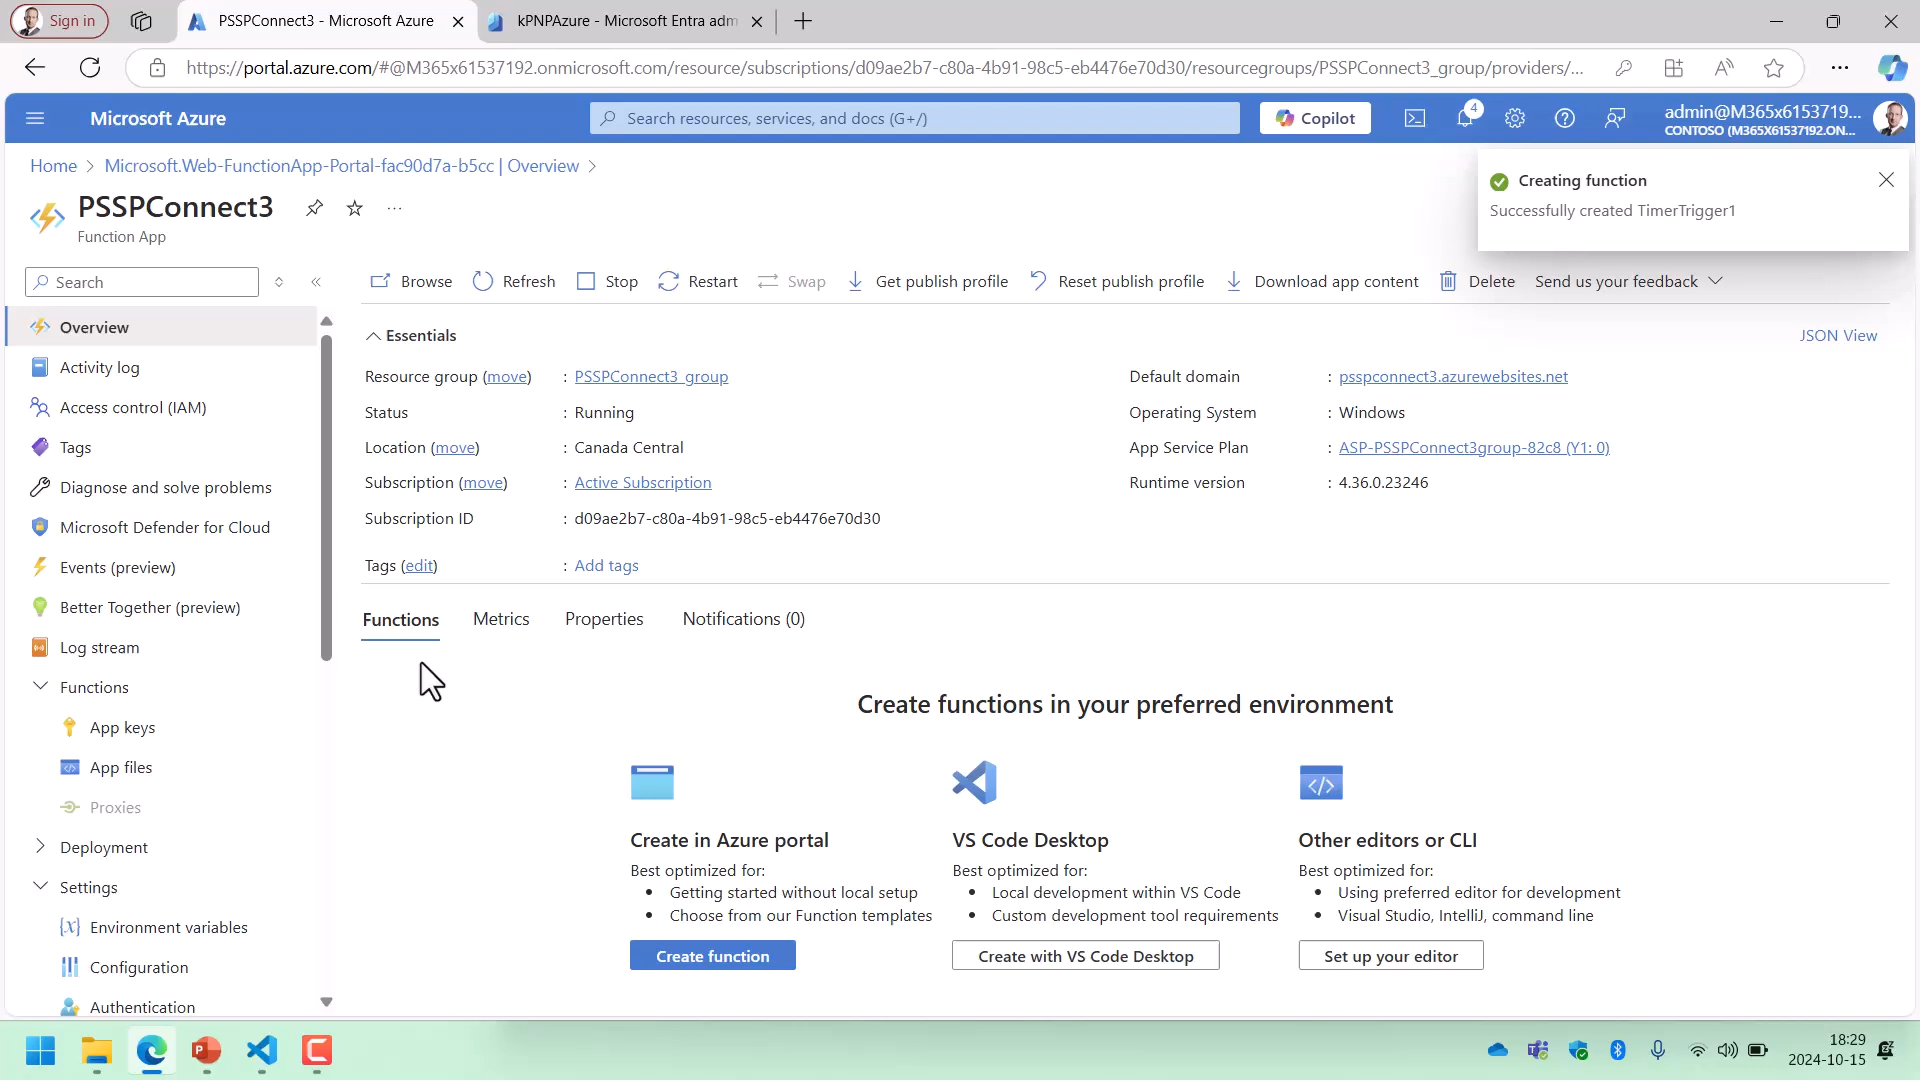 Sign in
PSSPConnect3 - Microsoft Azure
kPNPAzure - Microsoft Entra adm
https://portal.azure.com/#@M365x61537192.onmicrosoft.com/resource/subscriptions/d09ae2b7-c80a-4b91-98c5-eb4476e70d30/resourcegroups/PSSPConnect3_group/providers/...
Microsoft Azure
Search resources, services, and docs (G+/)
Copilot
4
admin@M365x6153719...
CONTOSO (M365X61537192.ON...
Home > Microsoft.Web-FunctionApp-Portal-fac90d7a-b5cc | Overview >
Creating function
Successfully created TimerTrigger1
PSSPConnect3
Function App
Search
Browse
Refresh
Stop
Restart
Swap
Get publish profile
Reset publish profile
Download app content
Delete
Send us your feedback
Overview
Activity log
Access control (IAM)
Tags
Diagnose and solve problems
Microsoft Defender for Cloud
Events (preview)
Better Together (preview)
Log stream
Functions
App keys
App files
Proxies
Deployment
Settings
Environment variables
Configuration
Authentication
Essentials
JSON View
Resource group (move) : PSSPConnect3_group
Status : Running
Location (move) : Canada Central
Subscription (move) : Active Subscription
Subscription ID : d09ae2b7-c80a-4b91-98c5-eb4476e70d30
Tags (edit) : Add tags
Default domain : psspconnect3.azurewebsites.net
Operating System : Windows
App Service Plan : ASP-PSSPConnect3group-82c8 (Y1: 0)
Runtime version : 4.36.0.23246
Functions
Metrics
Properties
Notifications (0)
Create functions in your preferred environment
Create in Azure portal
Best optimized for:
• Getting started without local setup
• Choose from our Function templates
Create function
VS Code Desktop
Best optimized for:
• Local development within VS Code
• Custom development tool requirements
Create with VS Code Desktop
Other editors or CLI
Best optimized for:
• Using preferred editor for development
• Visual Studio, IntelliJ, command line
Set up your editor
18:29
2024-10-15